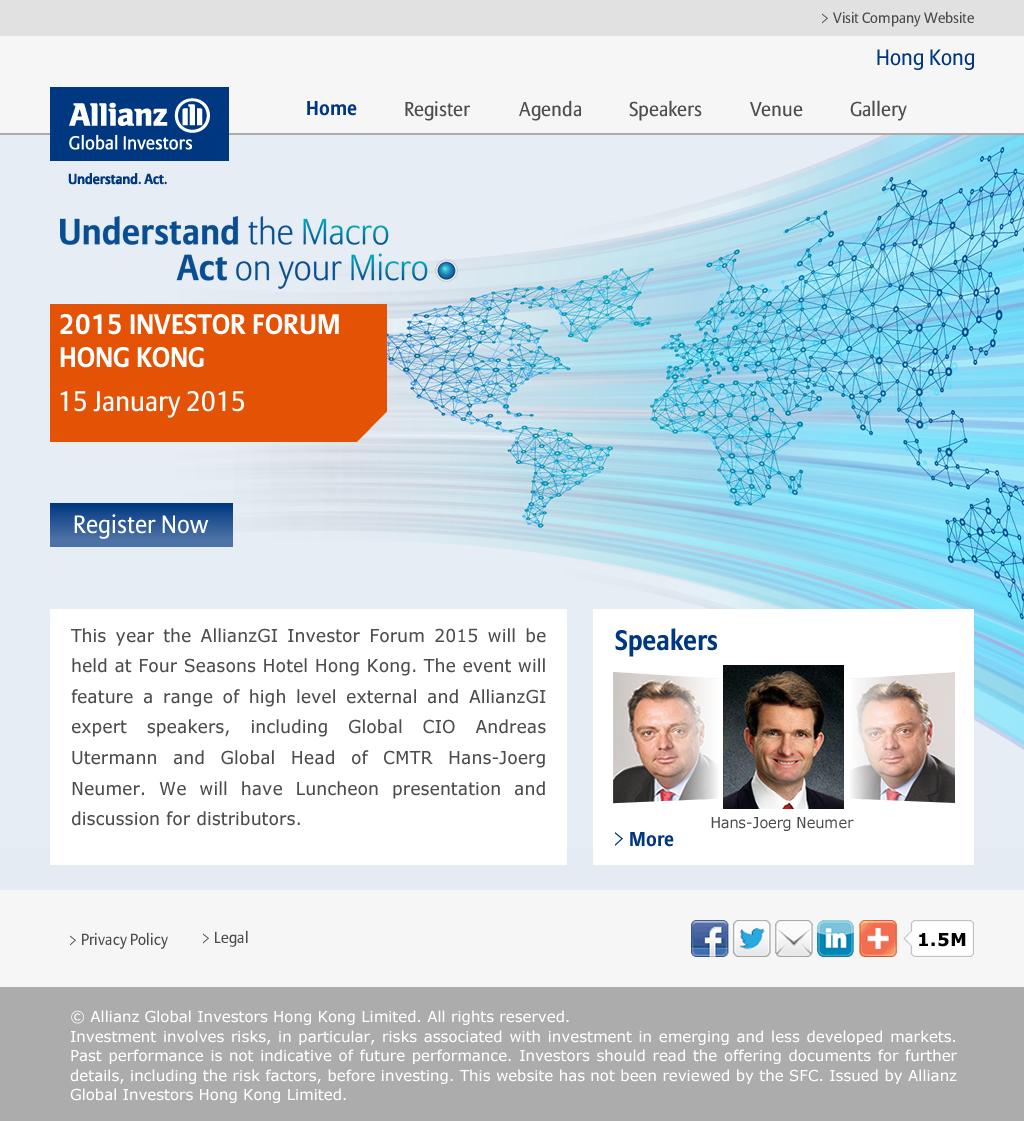 > Visit Company Website
Hong Kong
Allianz
Global Investors
Home Register Agenda Speakers Venue Gallery
Understand. Act.
Understand the Macro
Act on your Micro
2015 INVESTOR FORUM
HONG KONG
15 January 2015
Register Now
This year the AllianzGI Investor Forum 2015 will be
held at Four Seasons Hotel Hong Kong. The event will
feature a range of high level external and AllianzGI
expert speakers, including Global CIO Andreas
Utermann and Global Head of CMTR Hans-Joerg
Neumer. We will have Luncheon presentation and
discussion for distributors.
Speakers
Hans-Joerg Neumer
> More
> Privacy Policy
> Legal
1.5M
© Allianz Global Investors Hong Kong Limited. All rights reserved.
Investment involves risks, in particular, risks associated with investment in emerging and less developed markets.
Past performance is not indicative of future performance. Investors should read the offering documents for further
details, including the risk factors, before investing. This website has not been reviewed by the SFC. Issued by Allianz
Global Investors Hong Kong Limited.